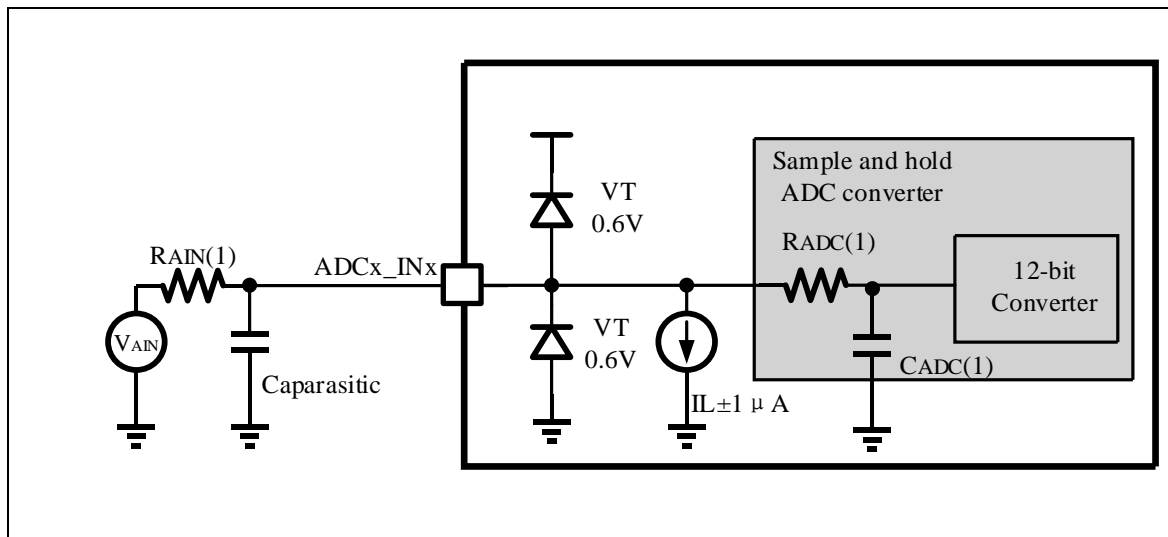 Sample and hold
ADC converter
VT
0.6V
RADC(1)
RAIN(1)
ADCx_INx
12-bit
Converter
VT
0.6V
VAIN
CADC(1)
Caparasitic
IL±1 μ A